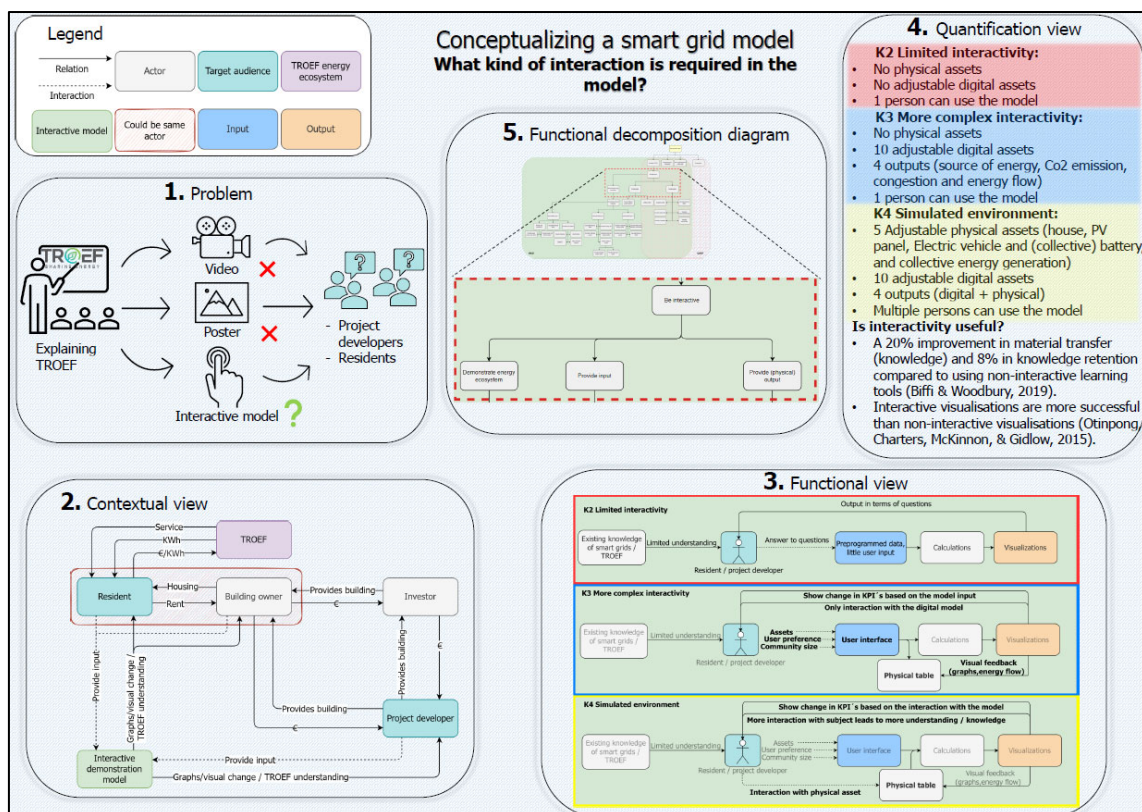 Legend
Relation
Interaction
Actor
Target audience
TROEF energy
ecosystem
Interactive model
Could be same
actor
Input
Output
Conceptualizing a smart grid model
What kind of interaction is required in the
model?
1. Problem
TROEF
Explaining
TROEF
Video
Poster
Interactive model ?
- Project
developers
- Residents
5. Functional decomposition diagram
Be interactive
Demonstrate energy
ecosystem
Provide input
Provide (physical)
output
4. Quantification view
K2 Limited interactivity:
• No physical assets
• No adjustable digital assets
• 1 person can use the model
K3 More complex interactivity:
• No physical assets
• 10 adjustable digital assets
• 4 outputs (source of energy, Co2 emission,
congestion and energy flow)
• 1 person can use the model
K4 Simulated environment:
• 5 Adjustable physical assets (house, PV
panel, Electric vehicle and (collective) battery,
and collective energy generation)
• 10 adjustable digital assets
• 4 outputs (digital + physical)
• Multiple persons can use the model
Is interactivity useful?
• A 20% improvement in material transfer
(knowledge) and 8% in knowledge retention
compared to using non-interactive learning
tools (Biffi & Woodbury, 2019).
• Interactive visualisations are more successful
than non-interactive visualisations (Otinpong,
Charters, McKinnon, & Gidlow, 2015).
2. Contextual view
Service
KWh
€/KWh
TROEF
Resident
Housing
Rent
Building owner
Provides building
€
Investor
Provide input
Graphs/visual change /
TROEF understanding
Provides building
€
Provides building
€
Project developer
Interactive
demonstration
model
Provide input
Graphs/visual change / TROEF understanding
3. Functional view
K2 Limited interactivity
Output in terms of questions
Existing knowledge
of smart grids /
TROEF
Limited understanding
Resident / project developer
Answer to questions
Preprogrammed data,
little user input
Calculations
Visualizations
K3 More complex interactivity
Show change in KPI´s based on the model input
Only interaction with the digital model
Existing knowledge
of smart grids /
TROEF
Limited understanding
Resident / project developer
Assets
User preference
Community size
User interface
Calculations
Visualizations
Physical table
Visual feedback
(graphs,energy flow)
K4 Simulated environment
Show change in KPI´s based on the interaction with the model
More interaction with subject leads to more understanding / knowledge
Existing knowledge
of smart grids /
TROEF
Limited understanding
Resident / project developer
Assets
User preference
Community size
User interface
Calculations
Visualizations
Physical table
Visual feedback
(graphs,energy flow)
Interaction with physical asset